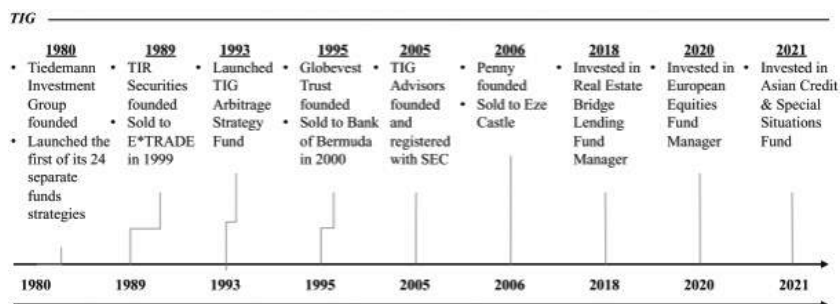 TIG
1980
• Tiedemann
Investment
Group
founded
• Launched the
first of its 24
separate
funds
strategies
1989
• TIR
Securities
founded
• Sold to
E*TRADE
in 1999
1993
• Launched
TIG
Arbitrage
Strategy
Fund
1995
• Globevest
Trust
founded
• Sold to Bank
of Bermuda
in 2000
2005
• TIG
Advisors
founded
and
registered
with SEC
2006
• Penny
founded
• Sold to Eze
Castle
2018
• Invested in
Real Estate
Bridge
Lending
Fund
Manager
2020
• Invested in
European
Equities
Fund
Manager
2021
• Invested in
Asian Credit
& Special
Situations
Fund
1980 1989 1993 1995 2005 2006 2018 2020 2021